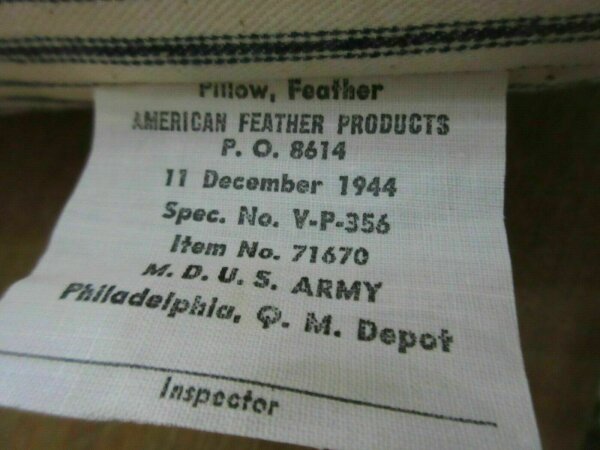 Pillow, Feather
AMERICAN FEATHER PRODUCTS
P. O. 8614
11 December 1944
Spec. No. V-P-356
Item No. 71670
M. D. U. S. ARMY
Philadelphia, Q. M. Depot
Inspector